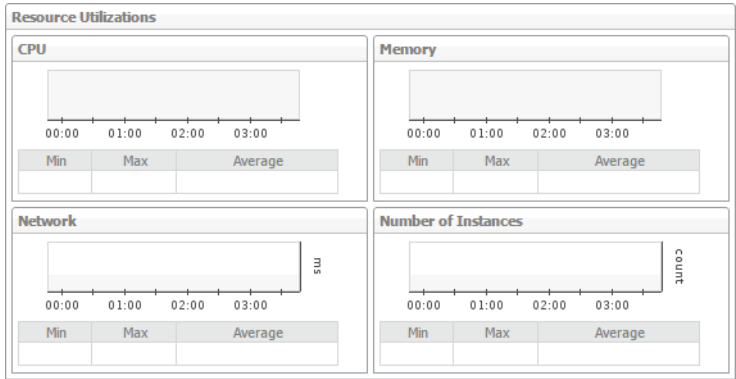 Resource Utilizations
CPU
00:00 01:00 02:00 03:00
Min Max Average
Memory
00:00 01:00 02:00 03:00
Min Max Average
Network
ms
00:00 01:00 02:00 03:00
Min Max Average
Number of Instances
count
00:00 01:00 02:00 03:00
Min Max Average